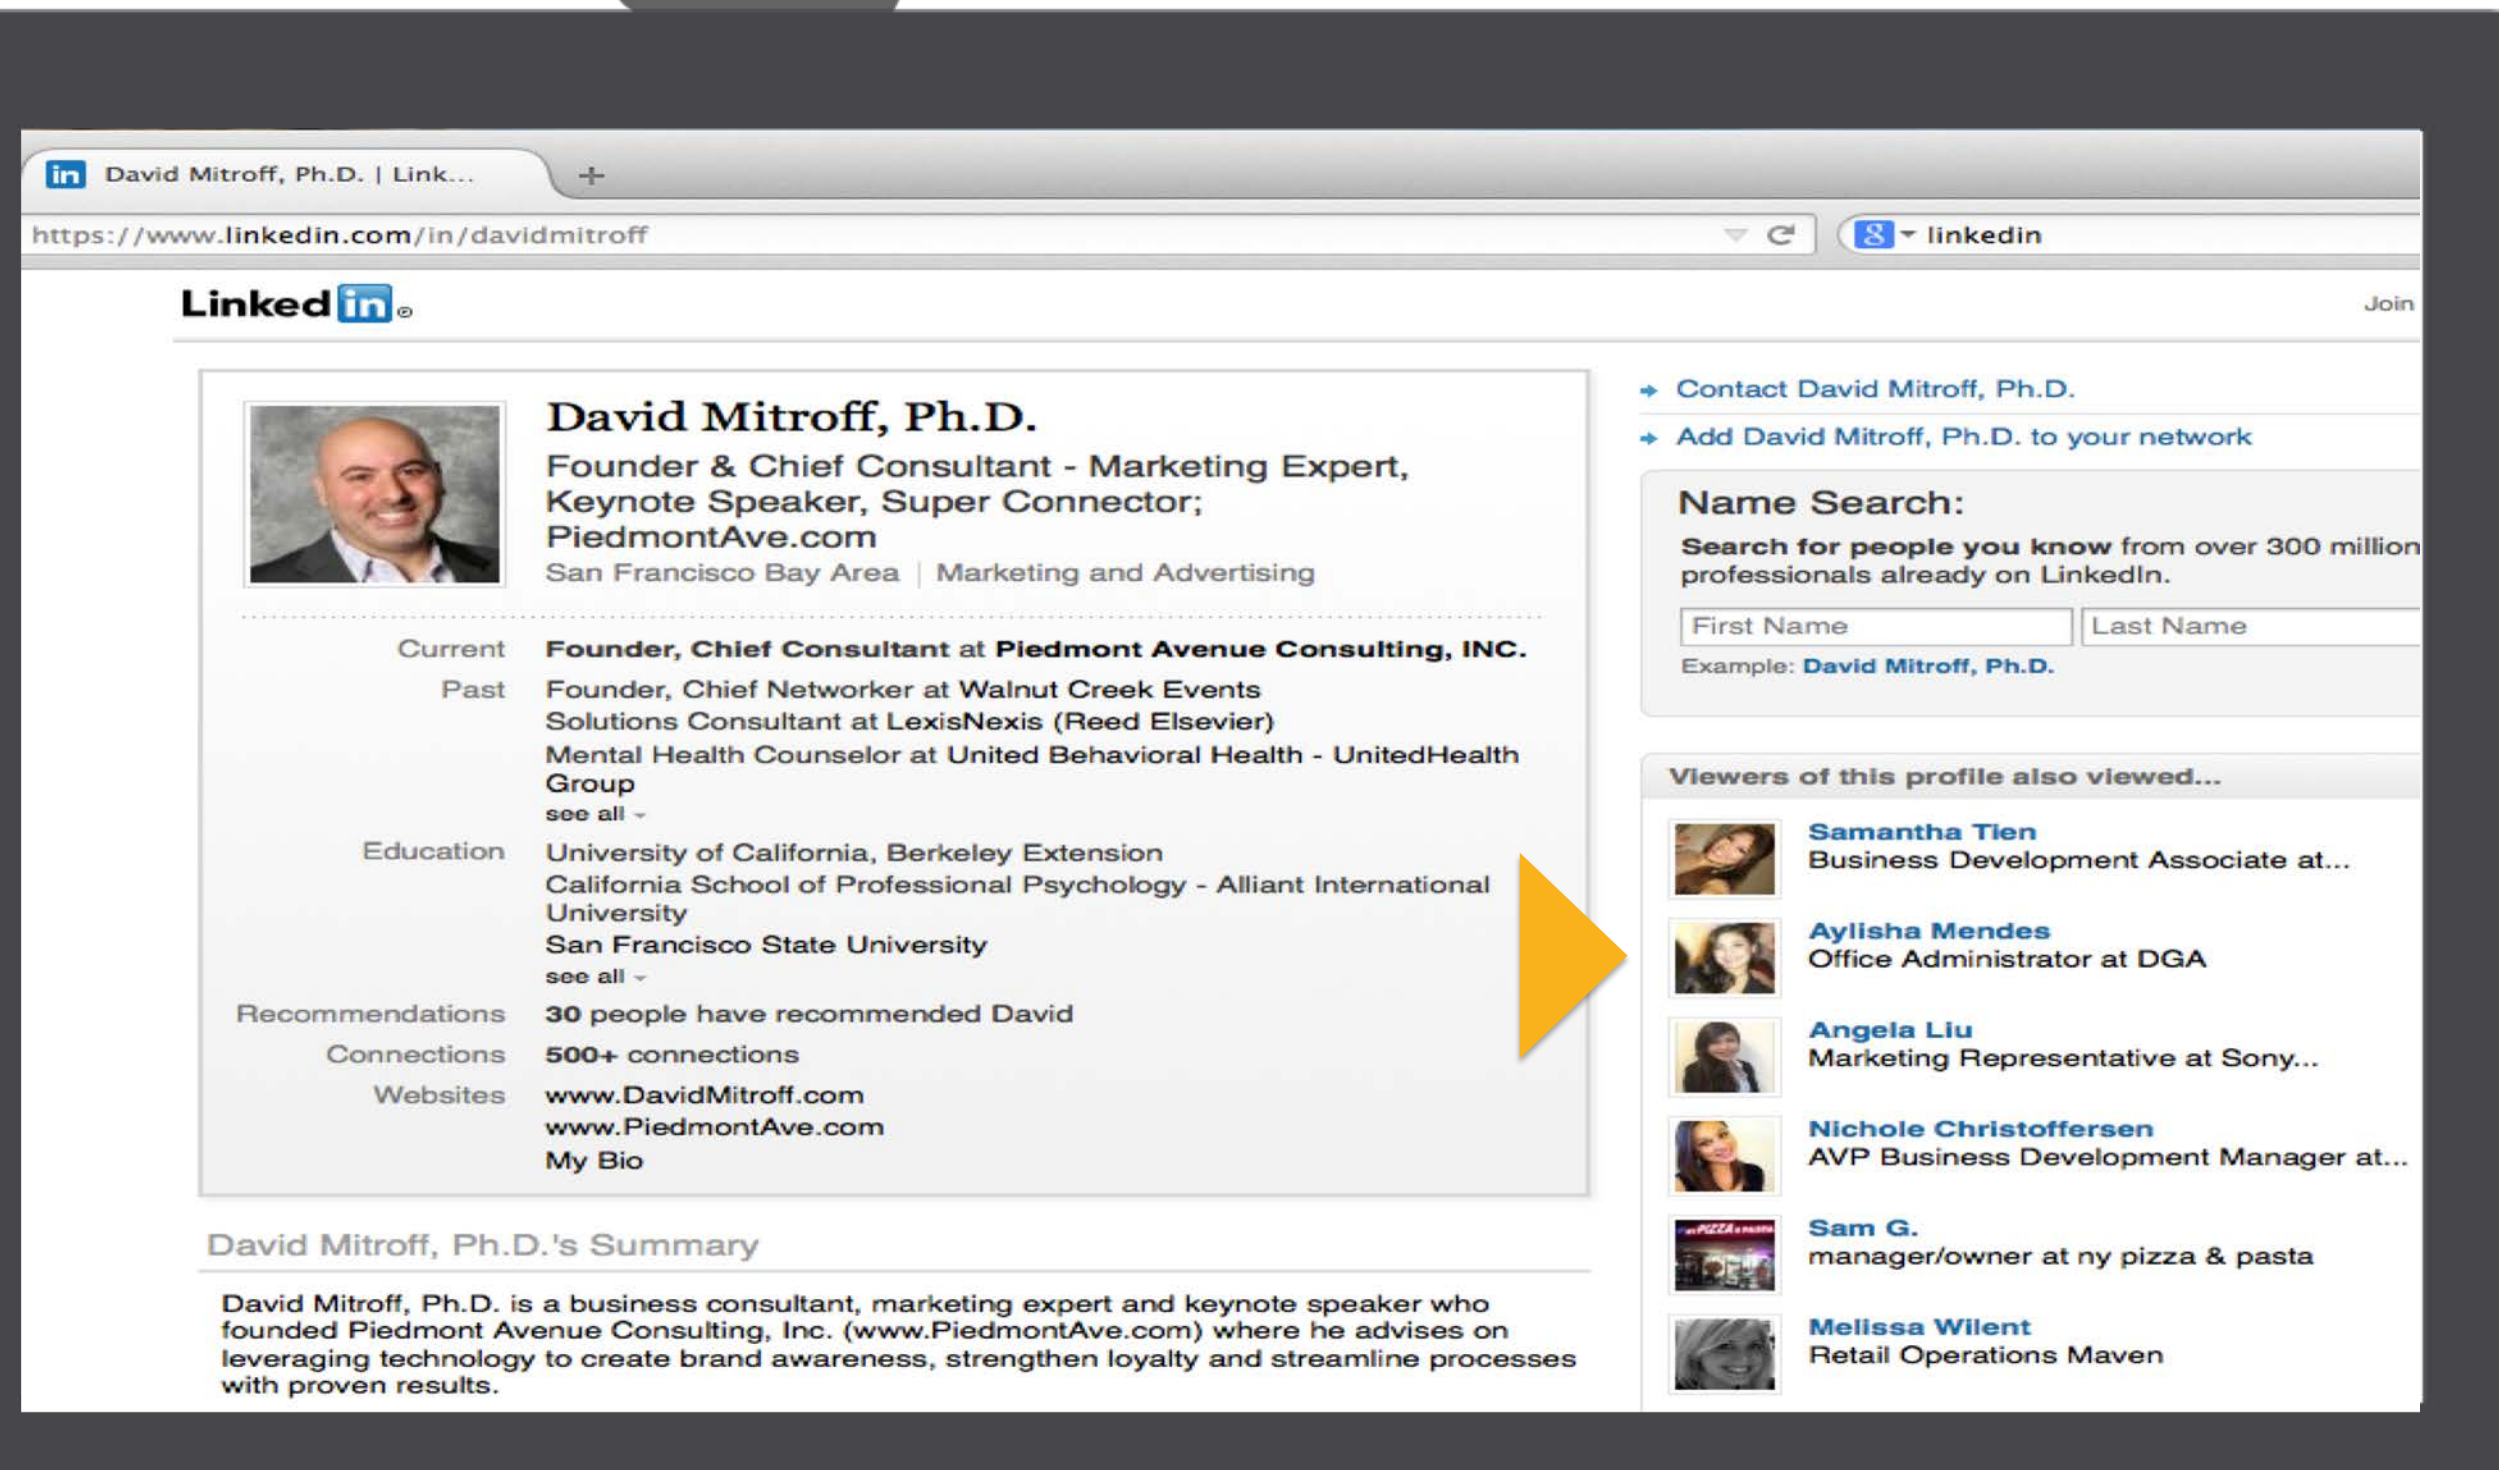 David Mitroff, Ph.D. | Link...
https://www.linkedin.com/in/davidmitroff
linkedin
Linked in
Join
David Mitroff, Ph.D.
Founder & Chief Consultant - Marketing Expert,
Keynote Speaker, Super Connector;
PiedmontAve.com
San Francisco Bay Area | Marketing and Advertising
Current Founder, Chief Consultant at Piedmont Avenue Consulting, INC.
Past Founder, Chief Networker at Walnut Creek Events
Solutions Consultant at LexisNexis (Reed Elsevier)
Mental Health Counselor at United Behavioral Health - UnitedHealth
Group
see all
Education University of California, Berkeley Extension
California School of Professional Psychology - Alliant International
University
San Francisco State University
see all
Recommendations 30 people have recommended David
Connections 500+ connections
Websites www.DavidMitroff.com
www.PiedmontAve.com
My Bio
David Mitroff, Ph.D.'s Summary
David Mitroff, Ph.D. is a business consultant, marketing expert and keynote speaker who
founded Piedmont Avenue Consulting, Inc. (www.PiedmontAve.com) where he advises on
leveraging technology to create brand awareness, strengthen loyalty and streamline processes
with proven results.
Contact David Mitroff, Ph.D.
Add David Mitroff, Ph.D. to your network
Name Search:
Search for people you know from over 300 million
professionals already on LinkedIn.
First Name Last Name
Example: David Mitroff, Ph.D.
Viewers of this profile also viewed...
Samantha Tien
Business Development Associate at...
Aylisha Mendes
Office Administrator at DGA
Angela Liu
Marketing Representative at Sony...
Nichole Christoffersen
AVP Business Development Manager at...
PIZZA
Sam G.
manager/owner at ny pizza & pasta
Melissa Wilent
Retail Operations Maven